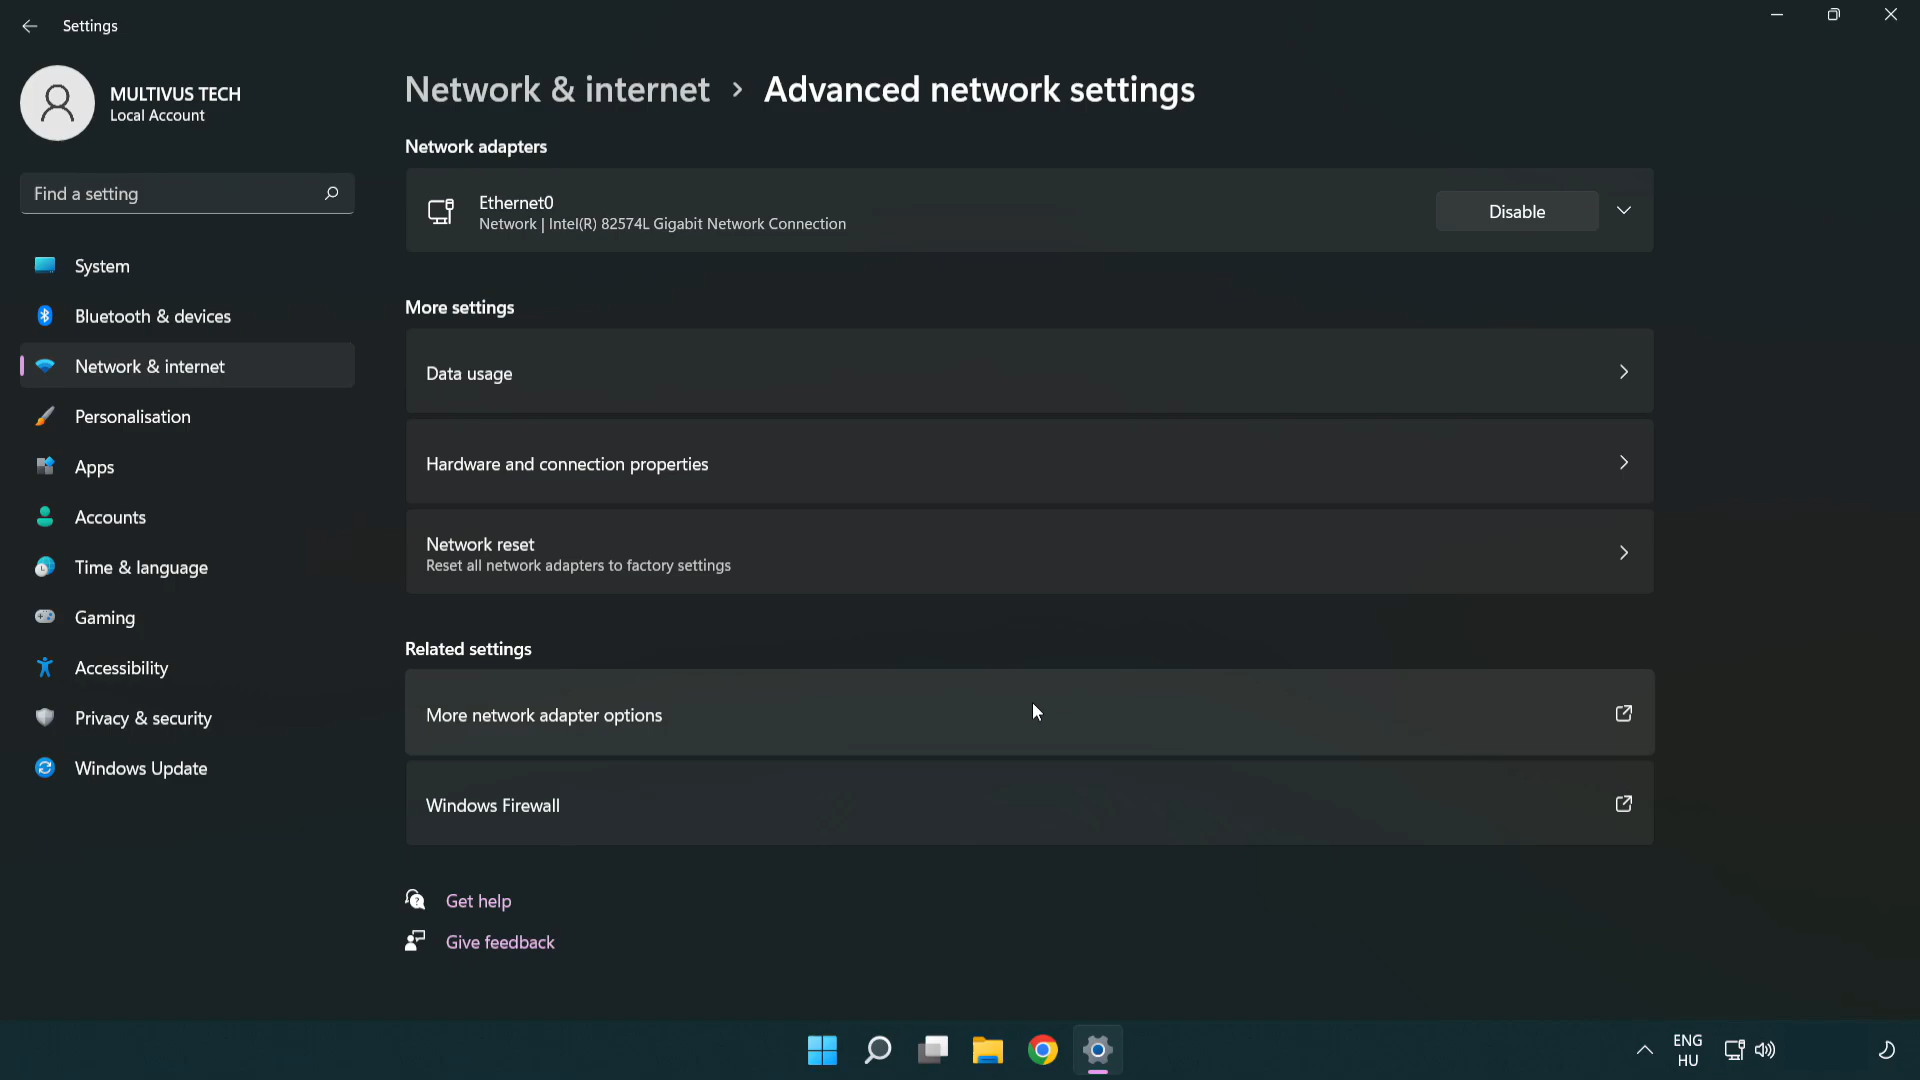 Settings
MULTIVUS TECH
Local Account
Find a setting
System
Bluetooth & devices
Network & internet
Personalisation
Apps
Accounts
Time & language
Gaming
Accessibility
Privacy & security
Windows Update
Network & internet > Advanced network settings
Network adapters
Ethernet0
Network | Intel(R) 82574L Gigabit Network Connection
Disable
More settings
Data usage
Hardware and connection properties
Network reset
Reset all network adapters to factory settings
Related settings
More network adapter options
Windows Firewall
Get help
Give feedback
ENG
HU